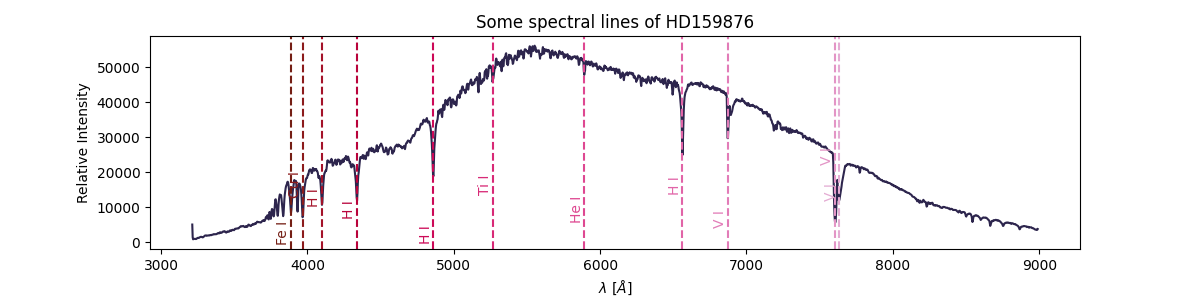 Some spectral lines of HD159876
Relative Intensity
50000
40000
30000
20000
10000
0
Fe I
H I
H I
H I
Ti I
He I
H I
V I
V I
V I
3000 4000 5000 6000 7000 8000 9000
λ [Å]